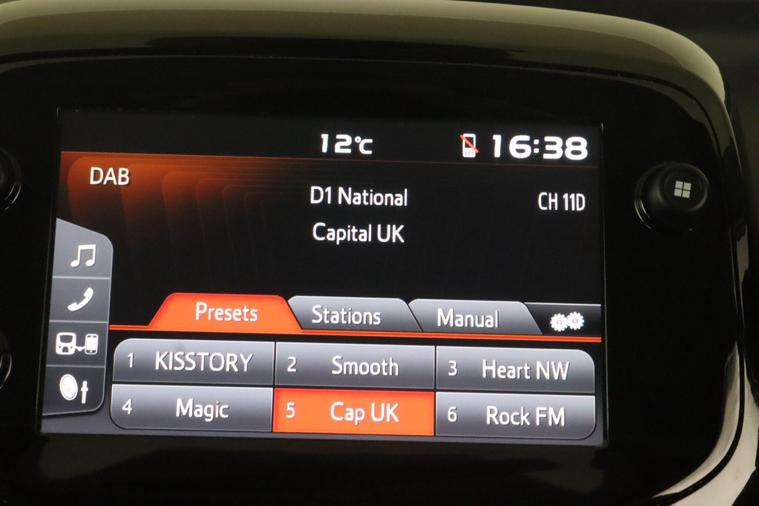 12°C 16:38
DAB
D1 National CH 11D
Capital UK
Presets Stations Manual
1 KISSTORY 2 Smooth 3 Heart NW
4 Magic 5 Cap UK 6 Rock FM